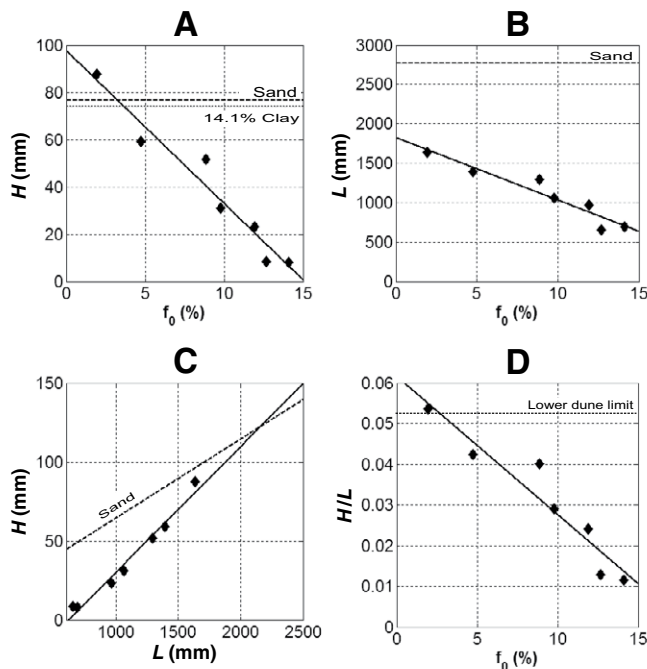 A
100
80
60
40
20
0
H (mm)
Sand
14.1% Clay
0 5 10 15
f0 (%)
B
3000
2500
2000
1500
1000
500
0
L (mm)
Sand
0 5 10 15
f0 (%)
C
150
100
50
0
H (mm)
Sand
1000 1500 2000 2500
L (mm)
D
0.06
0.05
0.04
0.03
0.02
0.01
0
H/L
Lower dune limit
0 5 10 15
f0 (%)